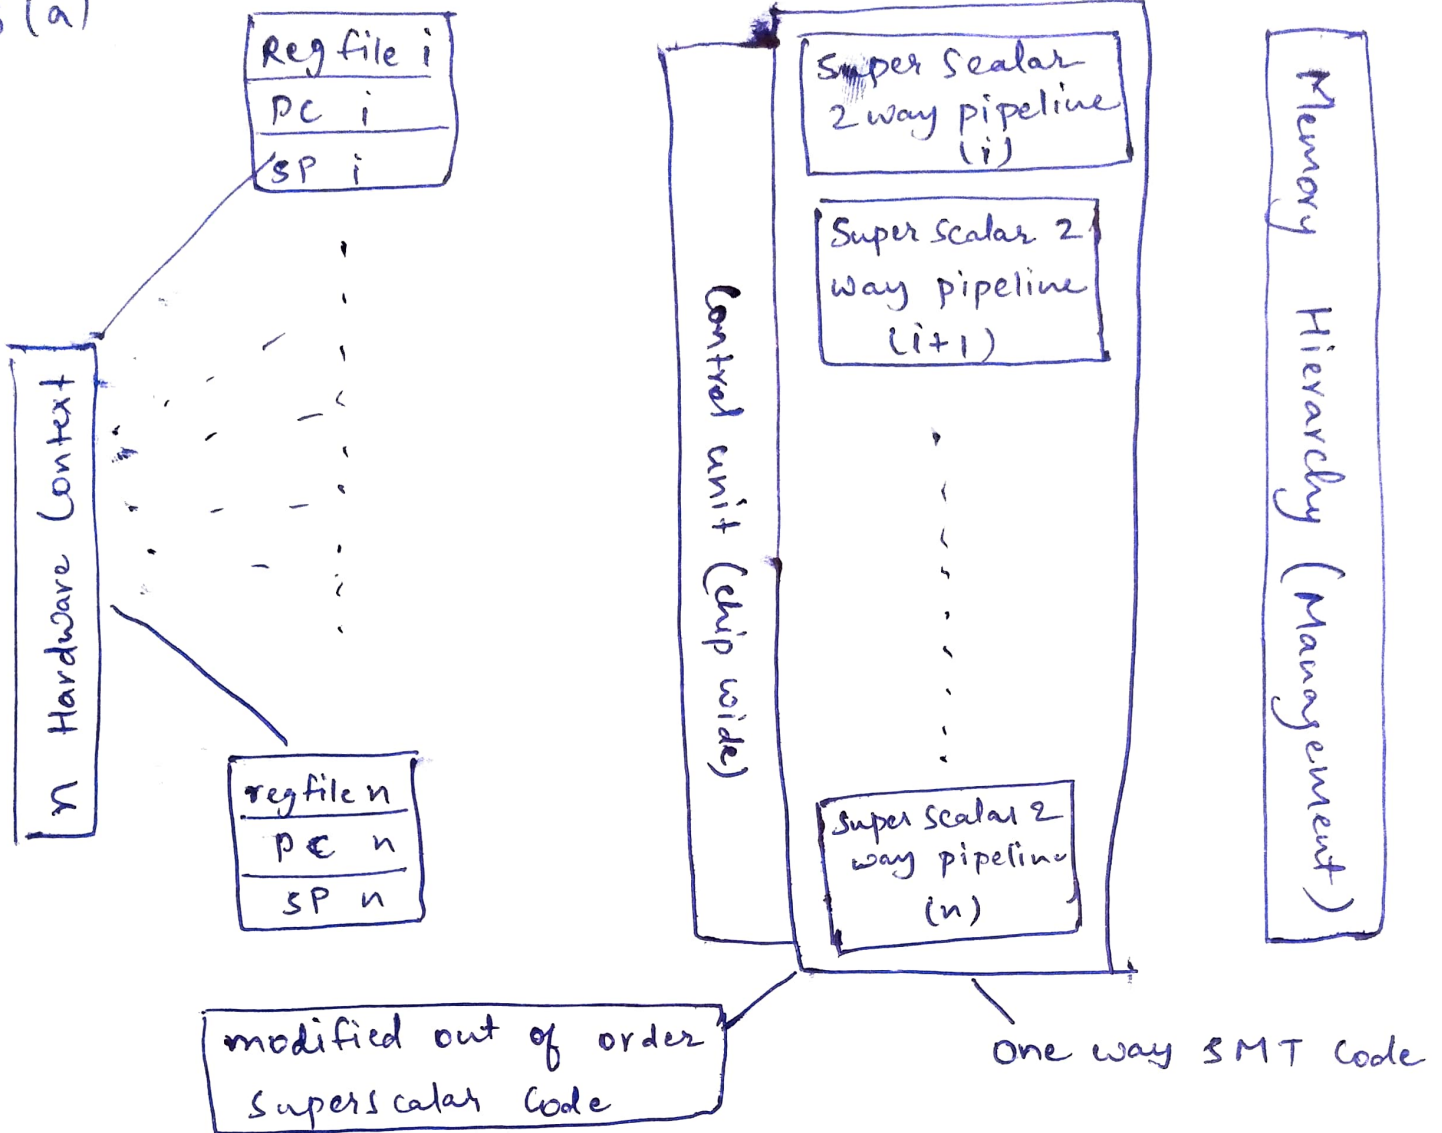 (a)
Reg file i
PC i
SP i
n Hardware Context
regfile n
PC n
SP n
Control unit (chip wide)
Super Scalar
2 way pipeline
(i)
Super Scalar 2
way pipeline
(i+1)
Super Scalar 2
way pipeline
(n)
Memory Hierarchy (Management)
modified out of order
superscalar Code
One way SMT Code